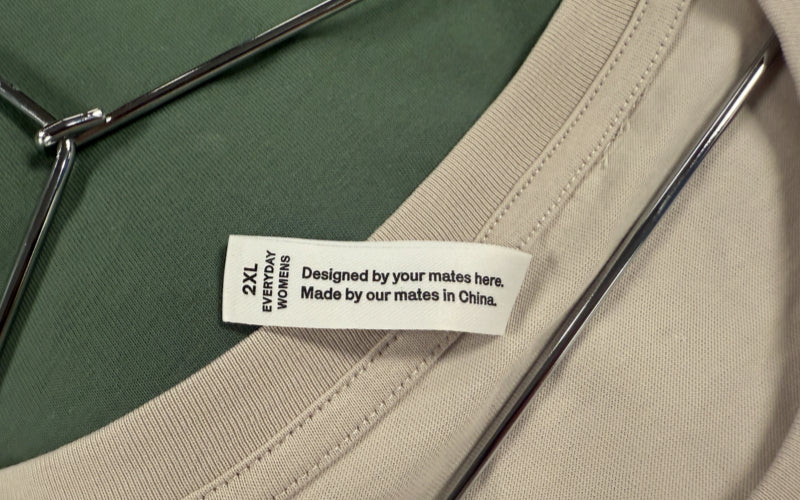 2XL
EVERYDAY
WOMENS
Designed by your mates here.
Made by our mates in China.